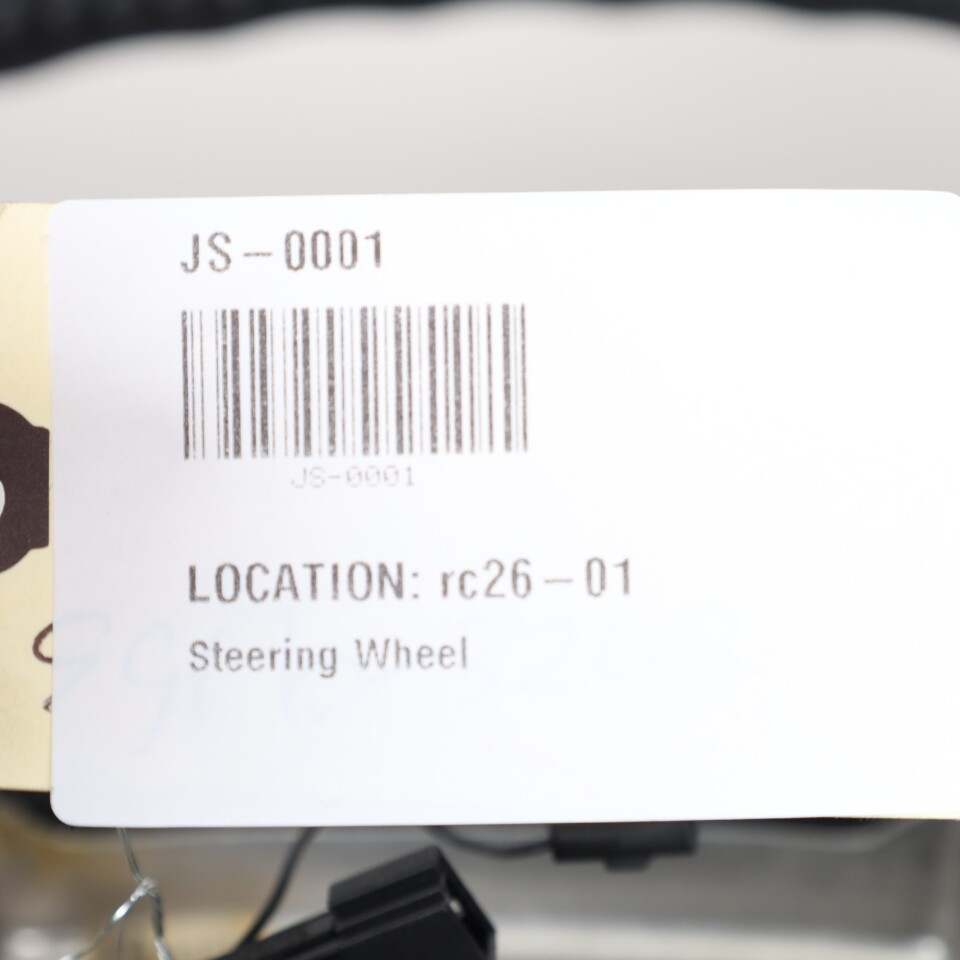 JS-0001
JS-0001
LOCATION: rc26-01
Steering Wheel